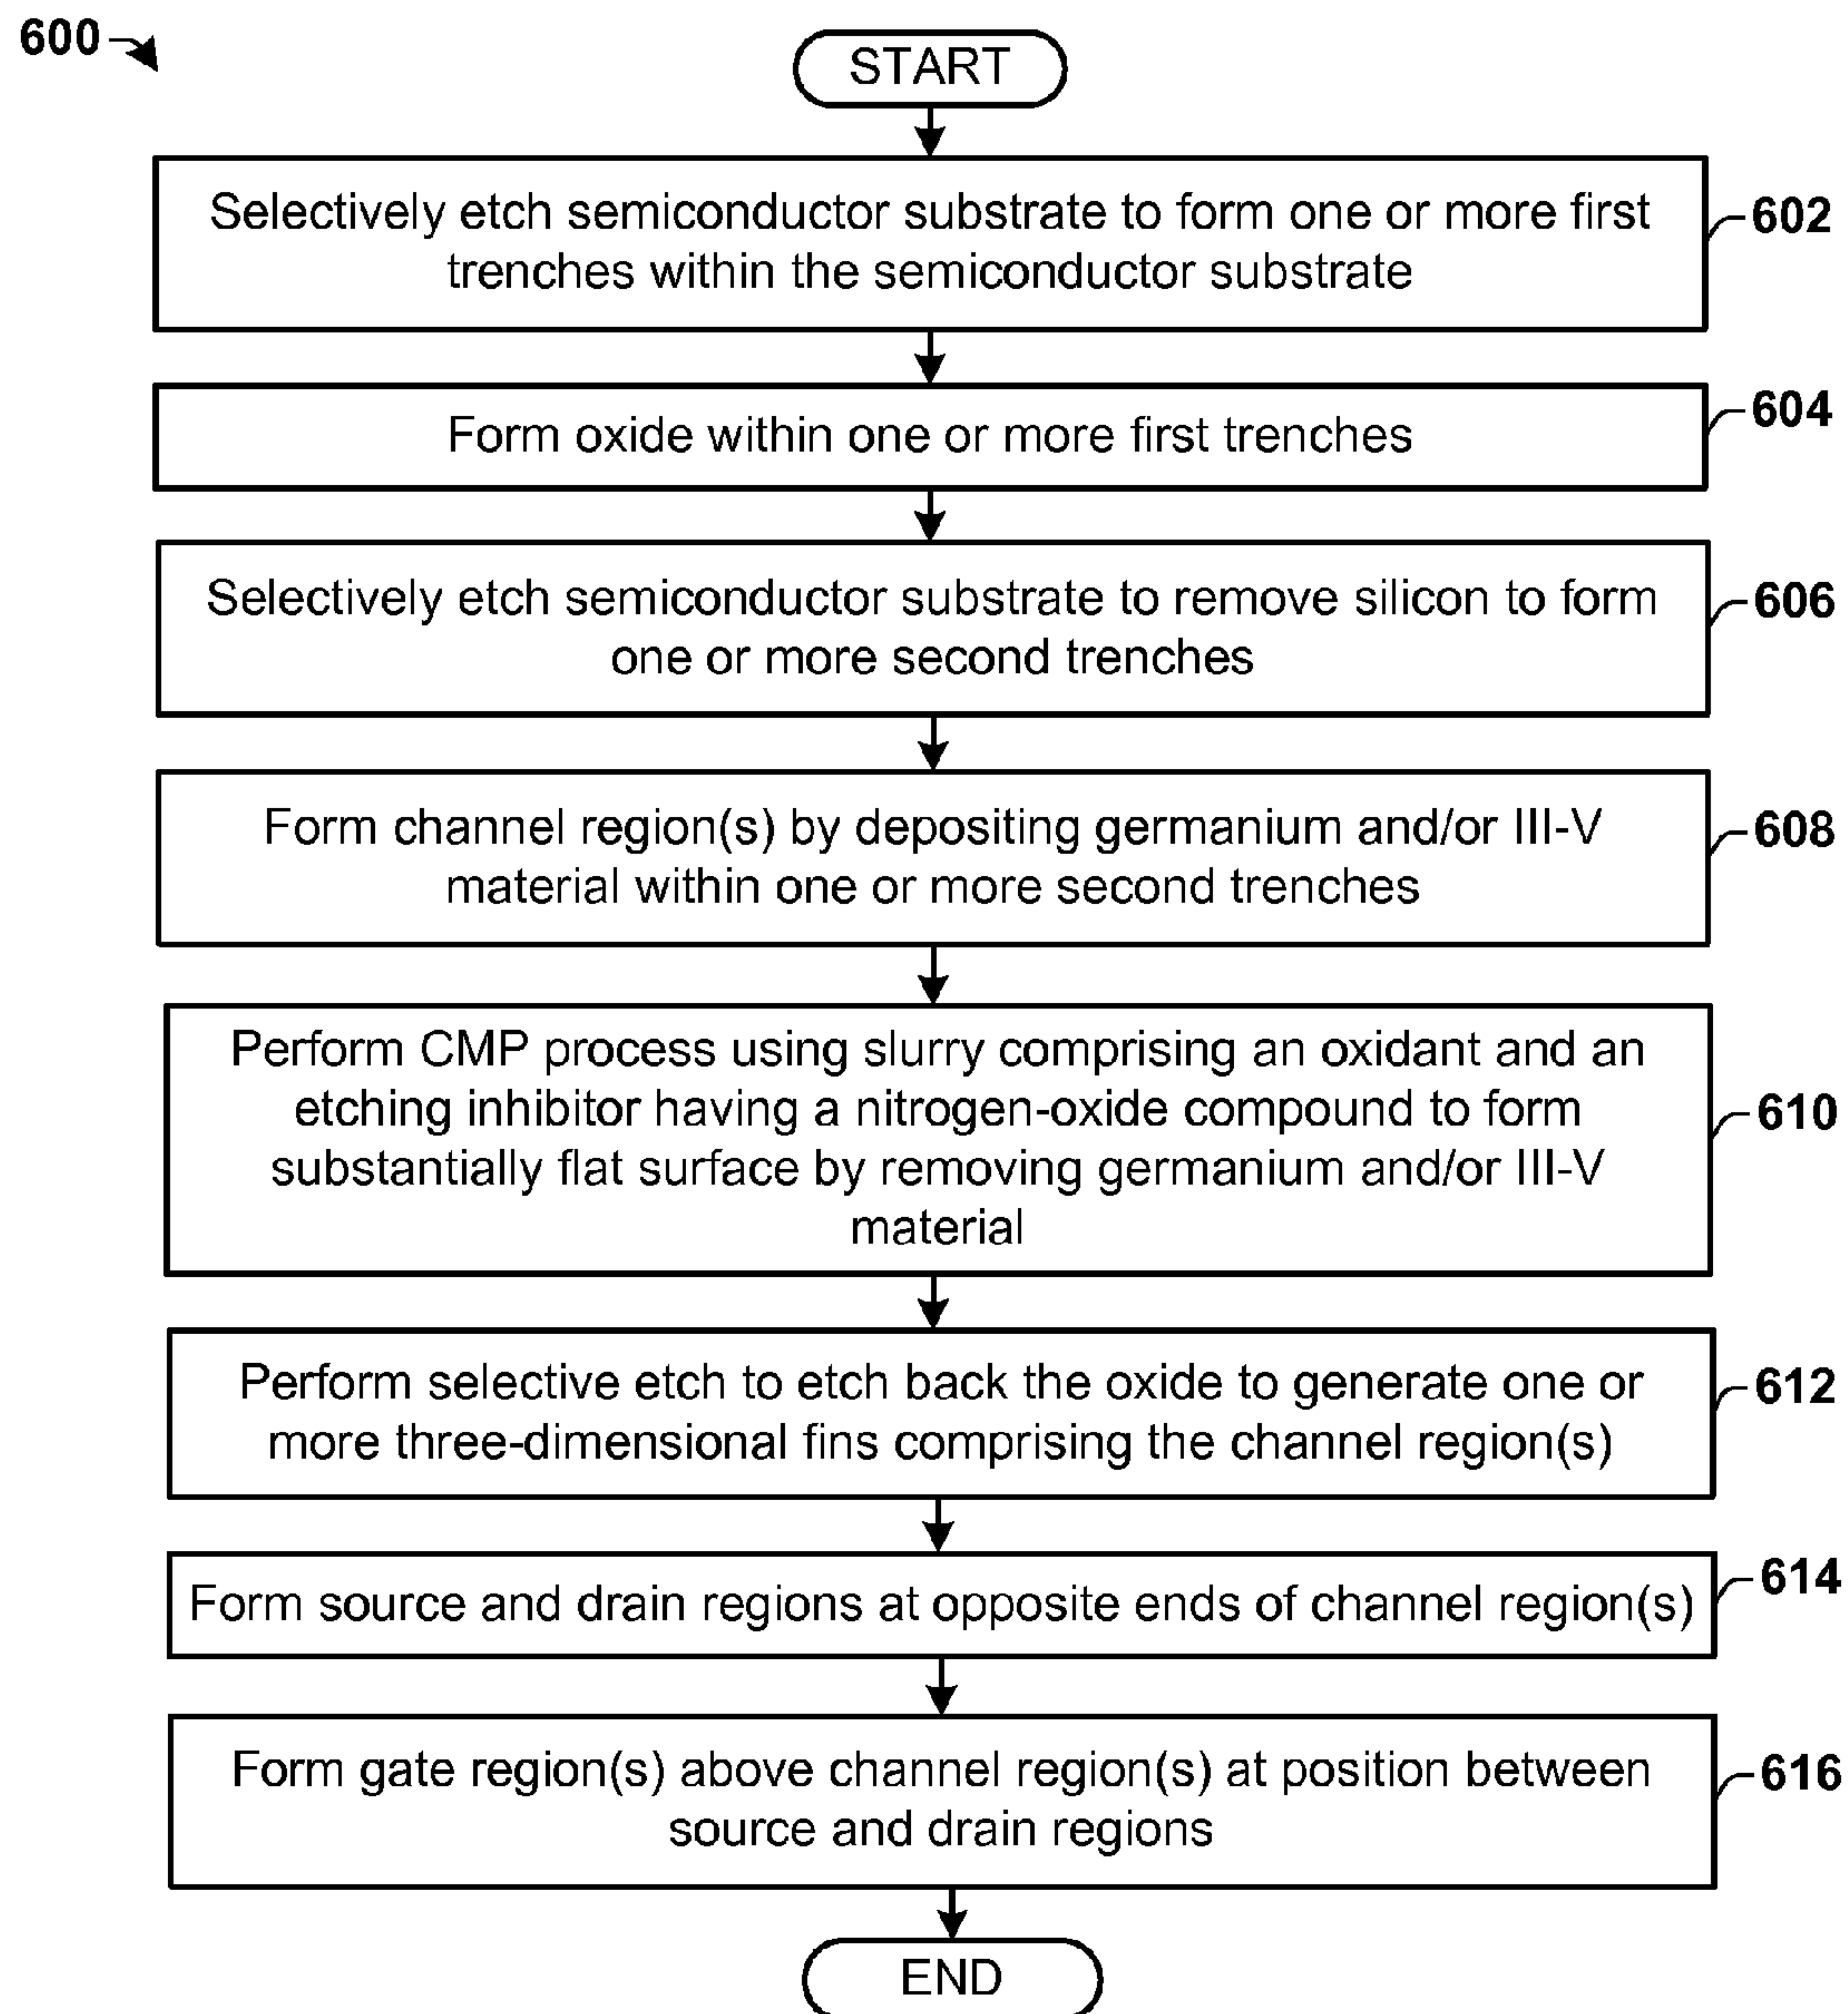 600
START
Selectively etch semiconductor substrate to form one or more first
trenches within the semiconductor substrate
602
Form oxide within one or more first trenches
604
Selectively etch semiconductor substrate to remove silicon to form
one or more second trenches
606
Form channel region(s) by depositing germanium and/or III-V
material within one or more second trenches
608
Perform CMP process using slurry comprising an oxidant and an
etching inhibitor having a nitrogen-oxide compound to form
substantially flat surface by removing germanium and/or III-V
material
610
Perform selective etch to etch back the oxide to generate one or
more three-dimensional fins comprising the channel region(s)
612
Form source and drain regions at opposite ends of channel region(s)
614
Form gate region(s) above channel region(s) at position between
source and drain regions
616
END